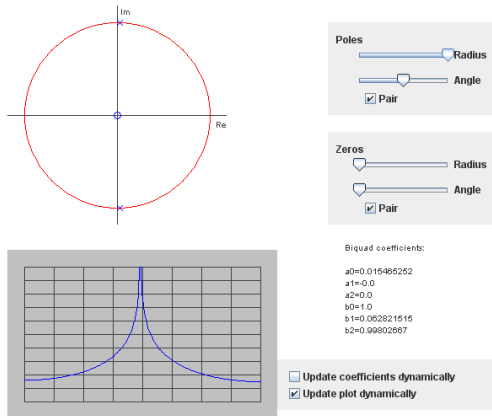 Im
Re
Poles
Radius
Angle
Pair
Zeros
Radius
Angle
Pair
Biquad coefficients:
a0=0.015465252
a1=-0.0
a2=0.0
b0=1.0
b1=0.062821515
b2=0.99802667
Update coefficients dynamically
Update plot dynamically